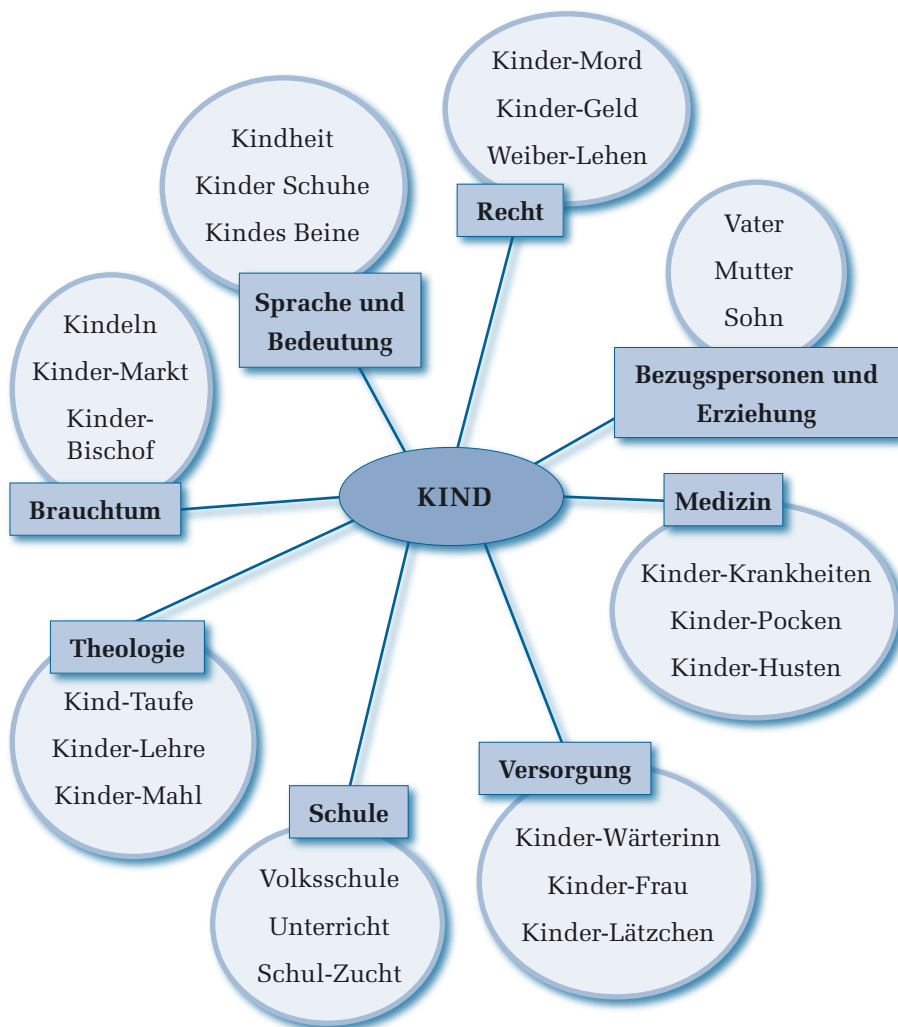 Kinder-Mord
Kinder-Geld
Weiber-Lehen
Recht
Kindheit
Kinder Schuhe
Kindes Beine
Sprache und
Bedeutung
Vater
Mutter
Sohn
Bezugspersonen und
Erziehung
Kindeln
Kinder-Markt
Kinder-
Bischof
Brauchtum
KIND
Medizin
Kinder-Krankheiten
Kinder-Pocken
Kinder-Husten
Theologie
Kind-Taufe
Kinder-Lehre
Kinder-Mahl
Versorgung
Kinder-Wärterinn
Kinder-Frau
Kinder-Lätzchen
Schule
Volksschule
Unterricht
Schul-Zucht